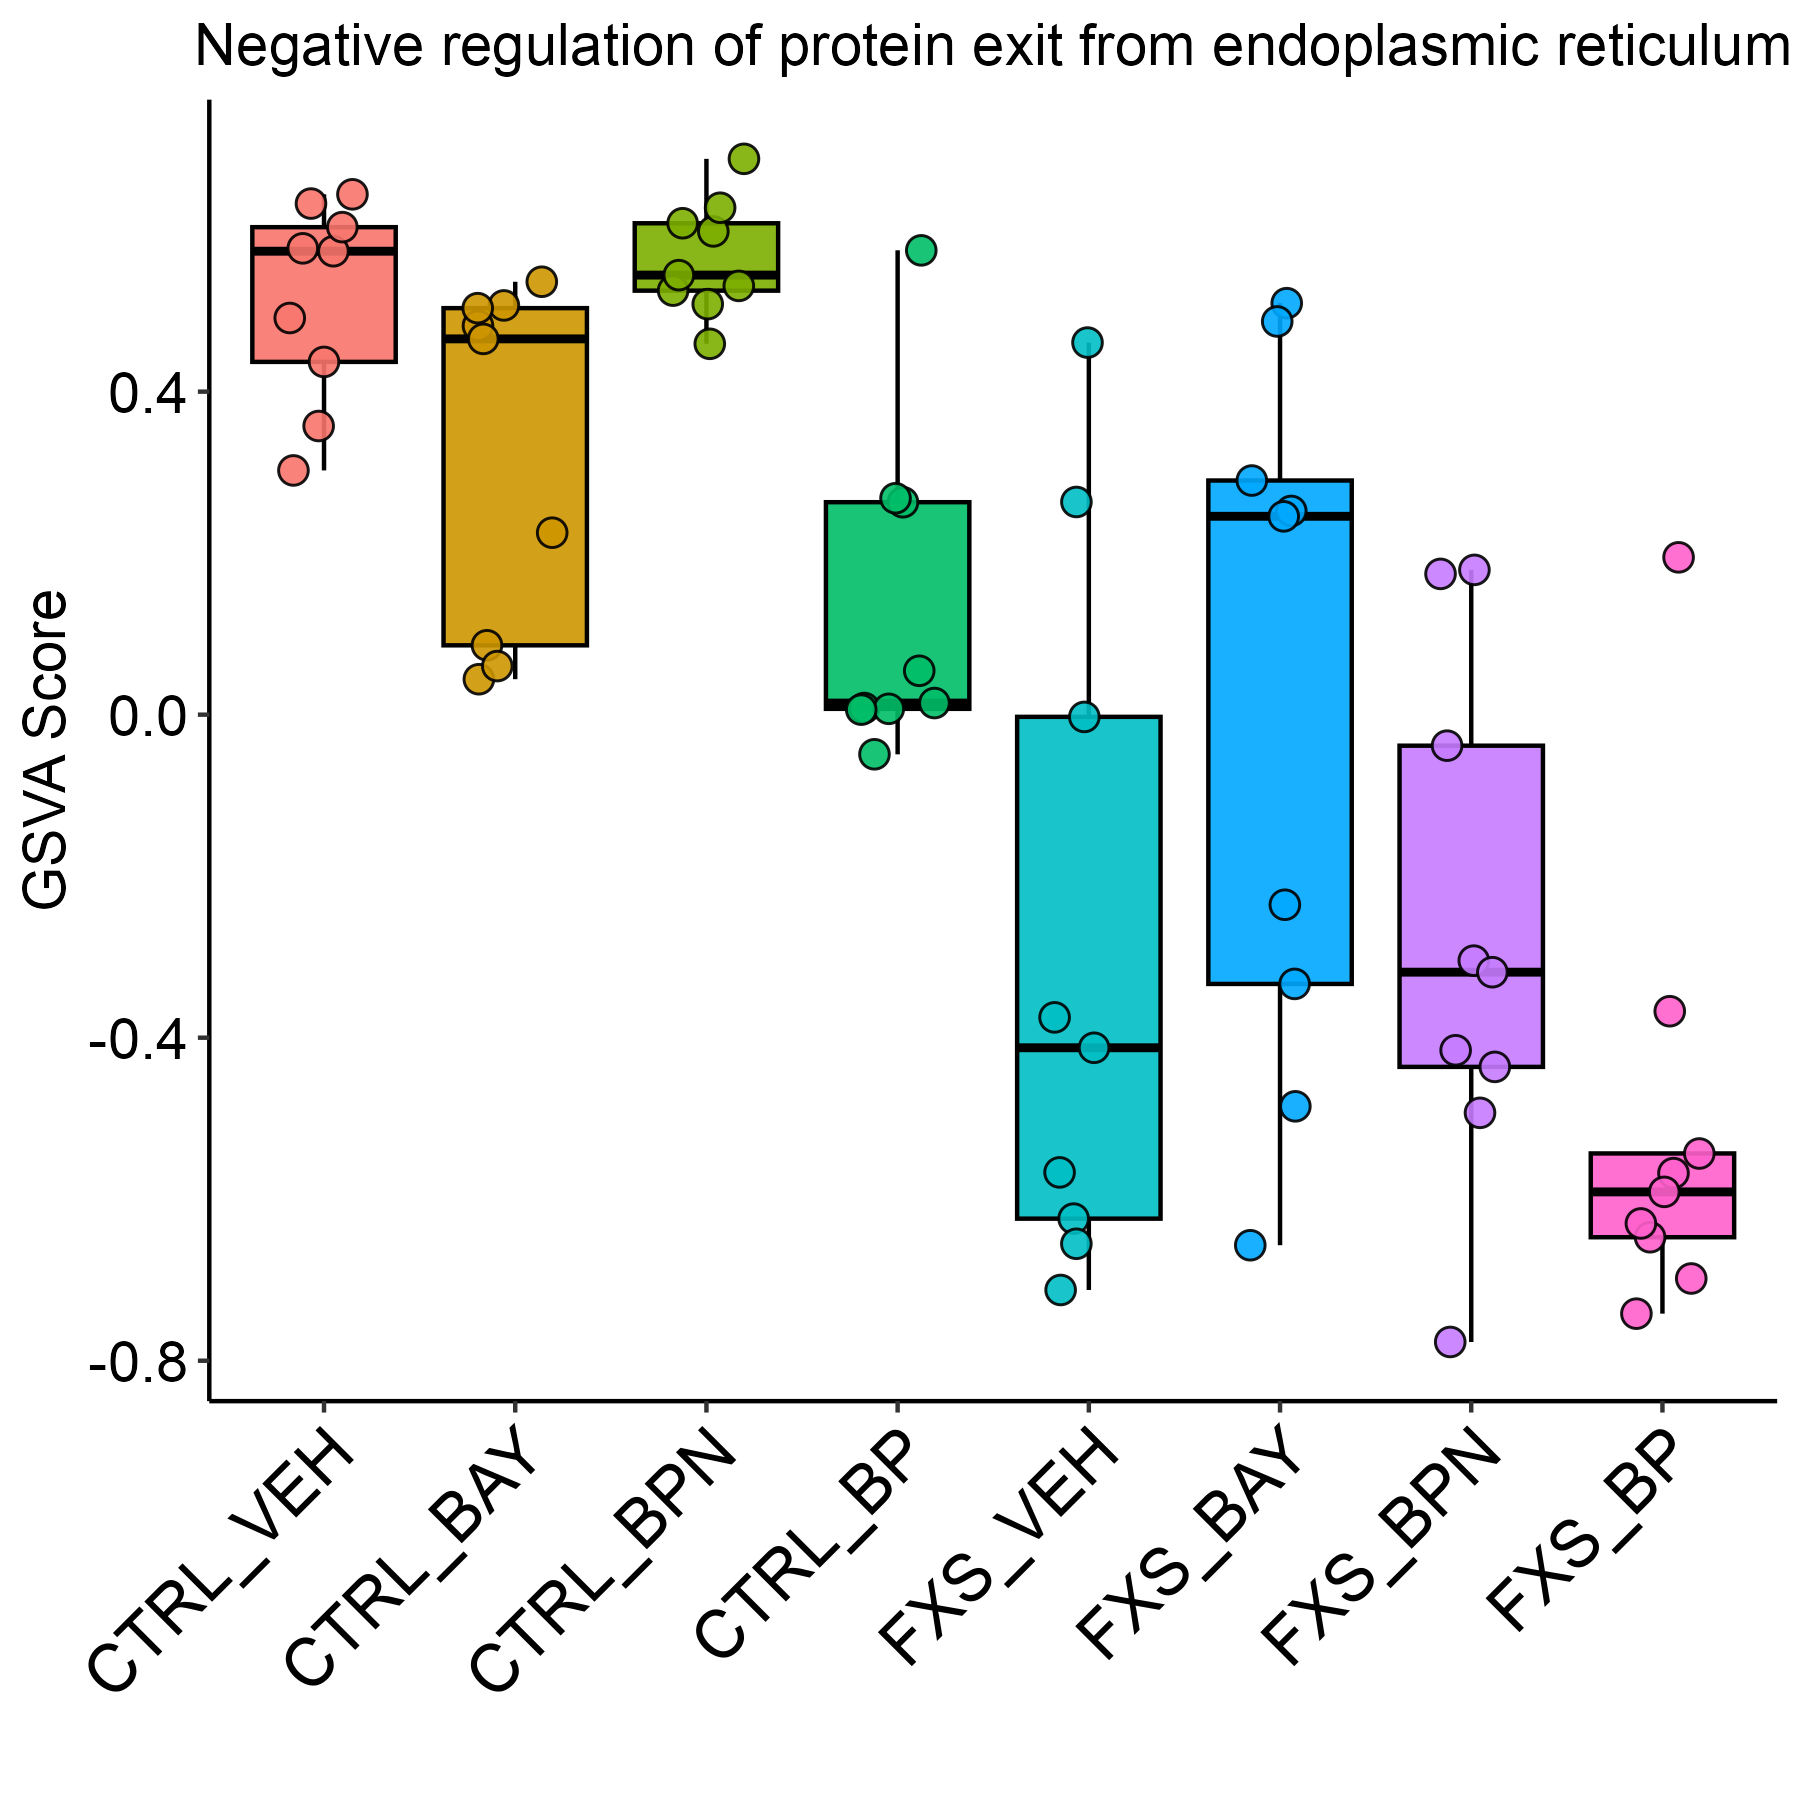 Negative regulation of protein exit from endoplasmic reticulum
GSVA Score
0.4
0.0
-0.4
-0.8
CTRL_VEH
CTRL_BAY
CTRL_BPN
CTRL_BP
FXS_VEH
FXS_BAY
FXS_BPN
FXS_BP